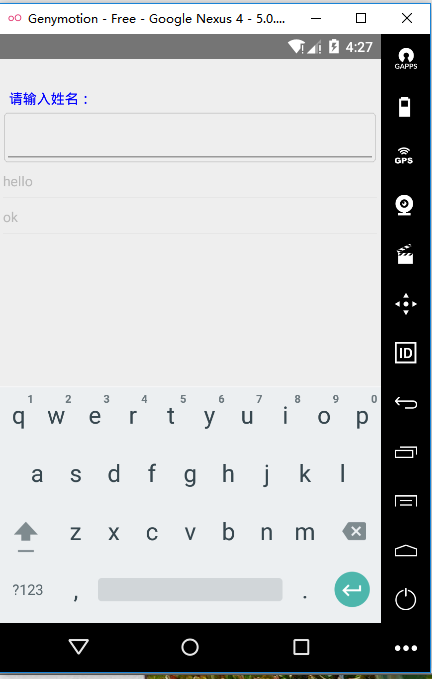 Genymotion - Free - Google Nexus 4 - 5.0....
4:27
GAPPS
请输入姓名：
GPS
hello
ok
ID
1 2 3 4 5 6 7 8 9 0
q w e r t y u i o p
a s d f g h j k l
z x c v b n m
?123 , .